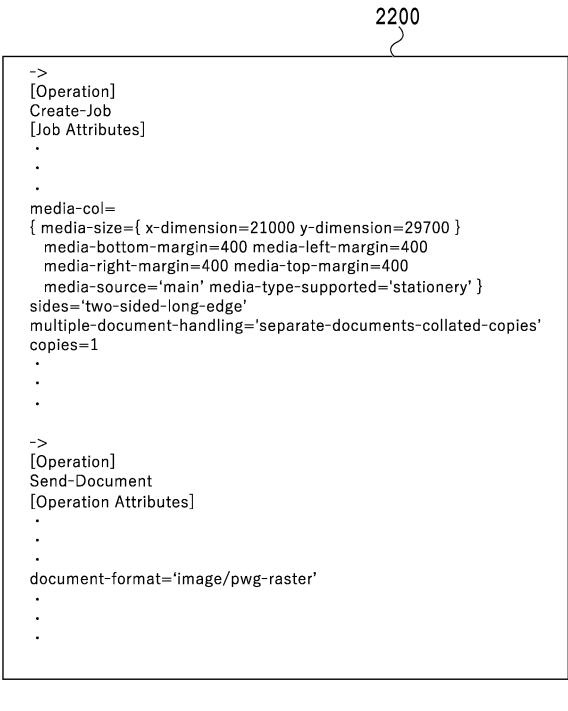 2200
->
[Operation]
Create-Job
[Job Attributes]
.
.
.
media-col=
{ media-size={ x-dimension=21000 y-dimension=29700 }
media-bottom-margin=400 media-left-margin=400
media-right-margin=400 media-top-margin=400
media-source=‘main’ media-type-supported='stationery’ }
sides=‘two-sided-long-edge’
multiple-document-handling='separate-documents-collated-copies’
copies=1
.
.
.
->
[Operation]
Send-Document
[Operation Attributes]
.
.
.
document-format=‘image/pwg-raster’
.
.
.